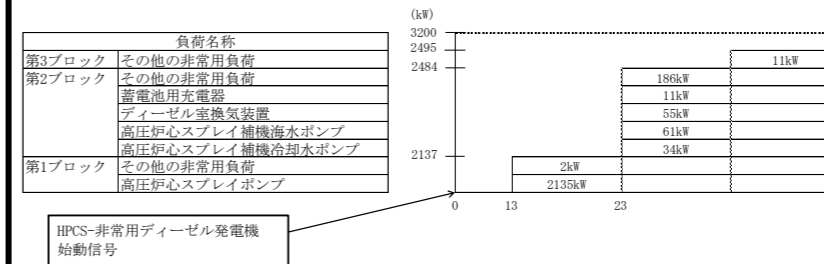 (kW)
3200
2495
2484
2137
負荷名称
第3ブロック その他の非常用負荷 11kW
第2ブロック その他の非常用負荷 186kW
蓄電池用充電器 11kW
ディーゼル室換気装置 55kW
高圧炉心スプレイ補機海水ポンプ 61kW
高圧炉心スプレイ補機冷却水ポンプ 34kW
第1ブロック その他の非常用負荷 2kW
高圧炉心スプレイポンプ 2135kW
0 13 23
HPCS-非常用ディーゼル発電機
始動信号